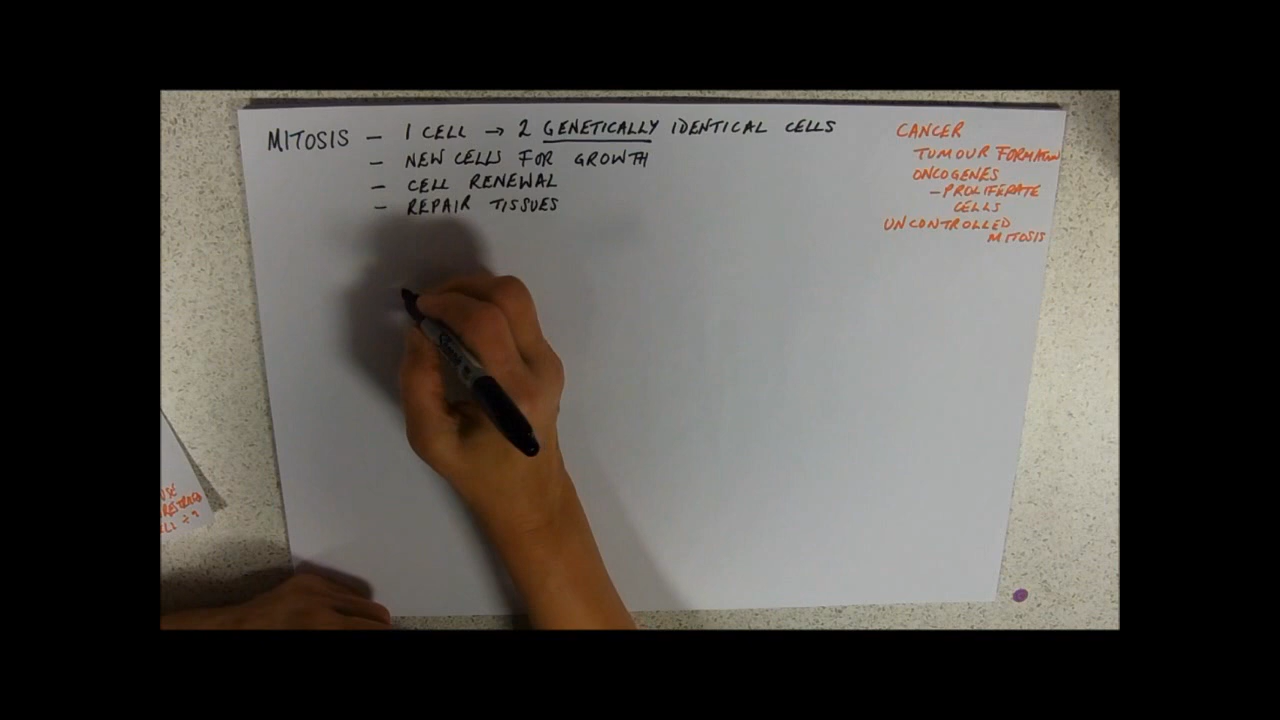 MITOSIS – 1 CELL → 2 GENETICALLY IDENTICAL CELLS
– NEW CELLS FOR GROWTH
– CELL RENEWAL
– REPAIR TISSUES
CANCER
TUMOUR FORMATION
ONCOGENES
– PROLIFERATE
CELLS
UNCONTROLLED
MITOSIS